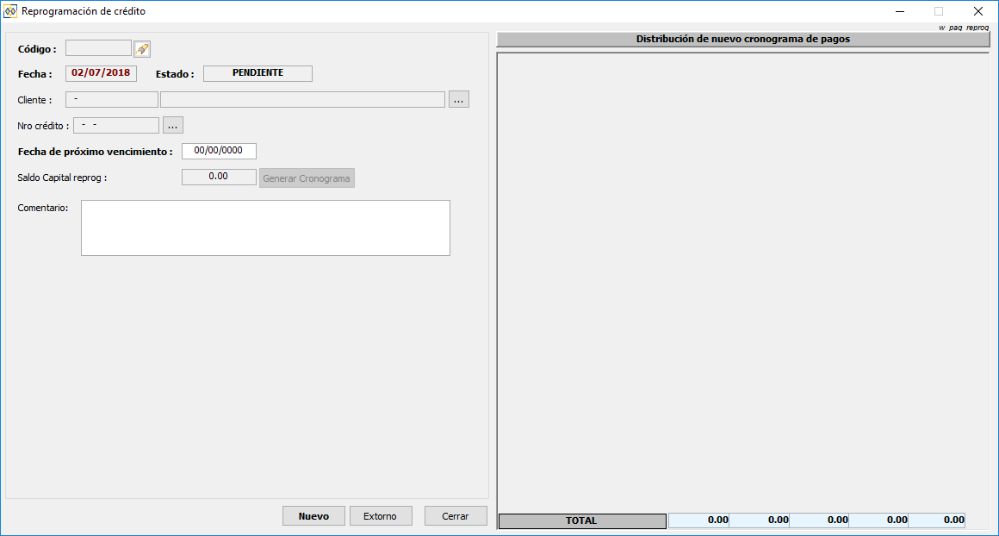 Reprogramación de crédito
w_paq_reprog
Código :
Fecha : 02/07/2018 Estado : PENDIENTE
Cliente : - ...
Nro crédito : - - ...
Fecha de próximo vencimiento : 00/00/0000
Saldo Capital reprog : 0.00 Generar Cronograma
Comentario:
Nuevo Extorno Cerrar
Distribución de nuevo cronograma de pagos
TOTAL 0.00 0.00 0.00 0.00 0.00